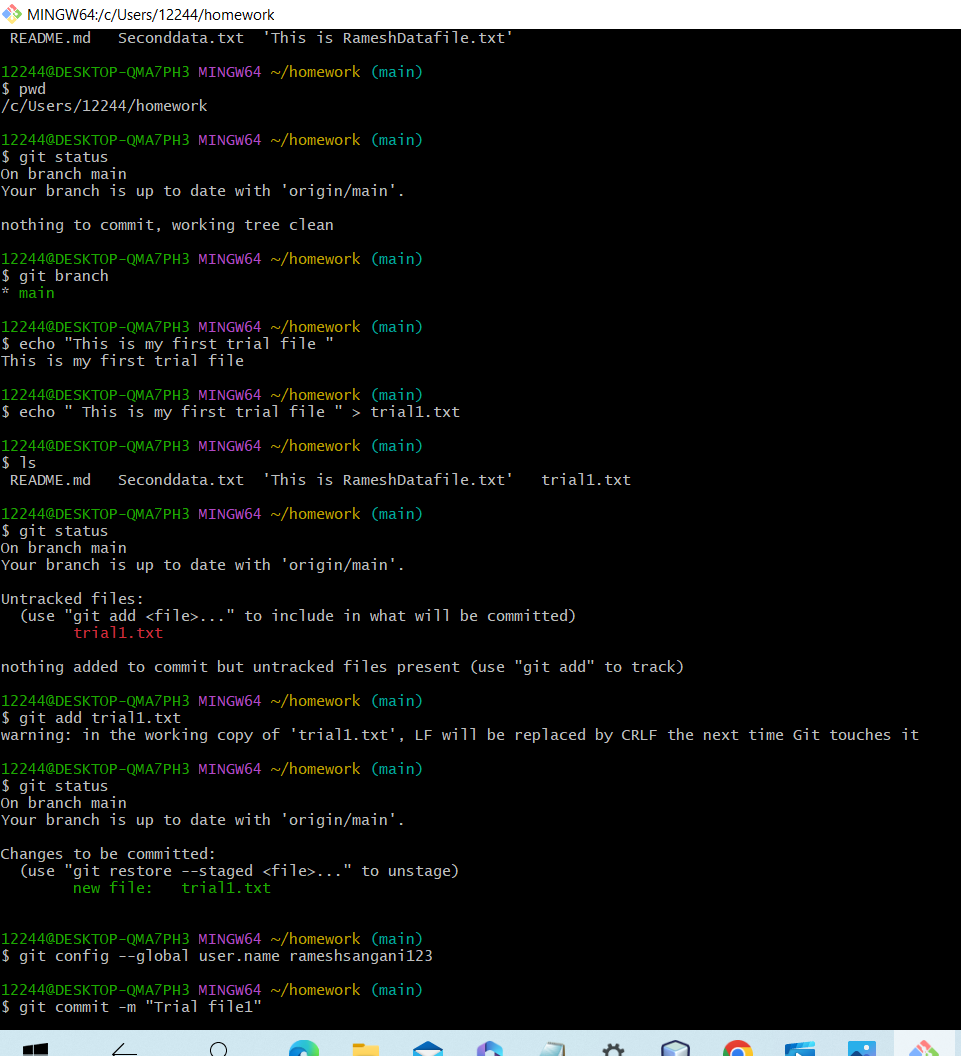 MINGW64:/c/Users/12244/homework
README.md   Seconddata.txt  'This is RameshDatafile.txt'
12244@DESKTOP-QMA7PH3 MINGW64 ~/homework (main)
$ pwd
/c/Users/12244/homework
12244@DESKTOP-QMA7PH3 MINGW64 ~/homework (main)
$ git status
On branch main
Your branch is up to date with 'origin/main'.
nothing to commit, working tree clean
12244@DESKTOP-QMA7PH3 MINGW64 ~/homework (main)
$ git branch
* main
12244@DESKTOP-QMA7PH3 MINGW64 ~/homework (main)
$ echo "This is my first trial file "
This is my first trial file
12244@DESKTOP-QMA7PH3 MINGW64 ~/homework (main)
$ echo " This is my first trial file " > trial1.txt
12244@DESKTOP-QMA7PH3 MINGW64 ~/homework (main)
$ ls
README.md   Seconddata.txt  'This is RameshDatafile.txt'   trial1.txt
12244@DESKTOP-QMA7PH3 MINGW64 ~/homework (main)
$ git status
On branch main
Your branch is up to date with 'origin/main'.
Untracked files:
(use "git add <file>..." to include in what will be committed)
trial1.txt
nothing added to commit but untracked files present (use "git add" to track)
12244@DESKTOP-QMA7PH3 MINGW64 ~/homework (main)
$ git add trial1.txt
warning: in the working copy of 'trial1.txt', LF will be replaced by CRLF the next time Git touches it
12244@DESKTOP-QMA7PH3 MINGW64 ~/homework (main)
$ git status
On branch main
Your branch is up to date with 'origin/main'.
Changes to be committed:
(use "git restore --staged <file>..." to unstage)
new file:   trial1.txt
12244@DESKTOP-QMA7PH3 MINGW64 ~/homework (main)
$ git config --global user.name rameshsangani123
12244@DESKTOP-QMA7PH3 MINGW64 ~/homework (main)
$ git commit -m "Trial file1"